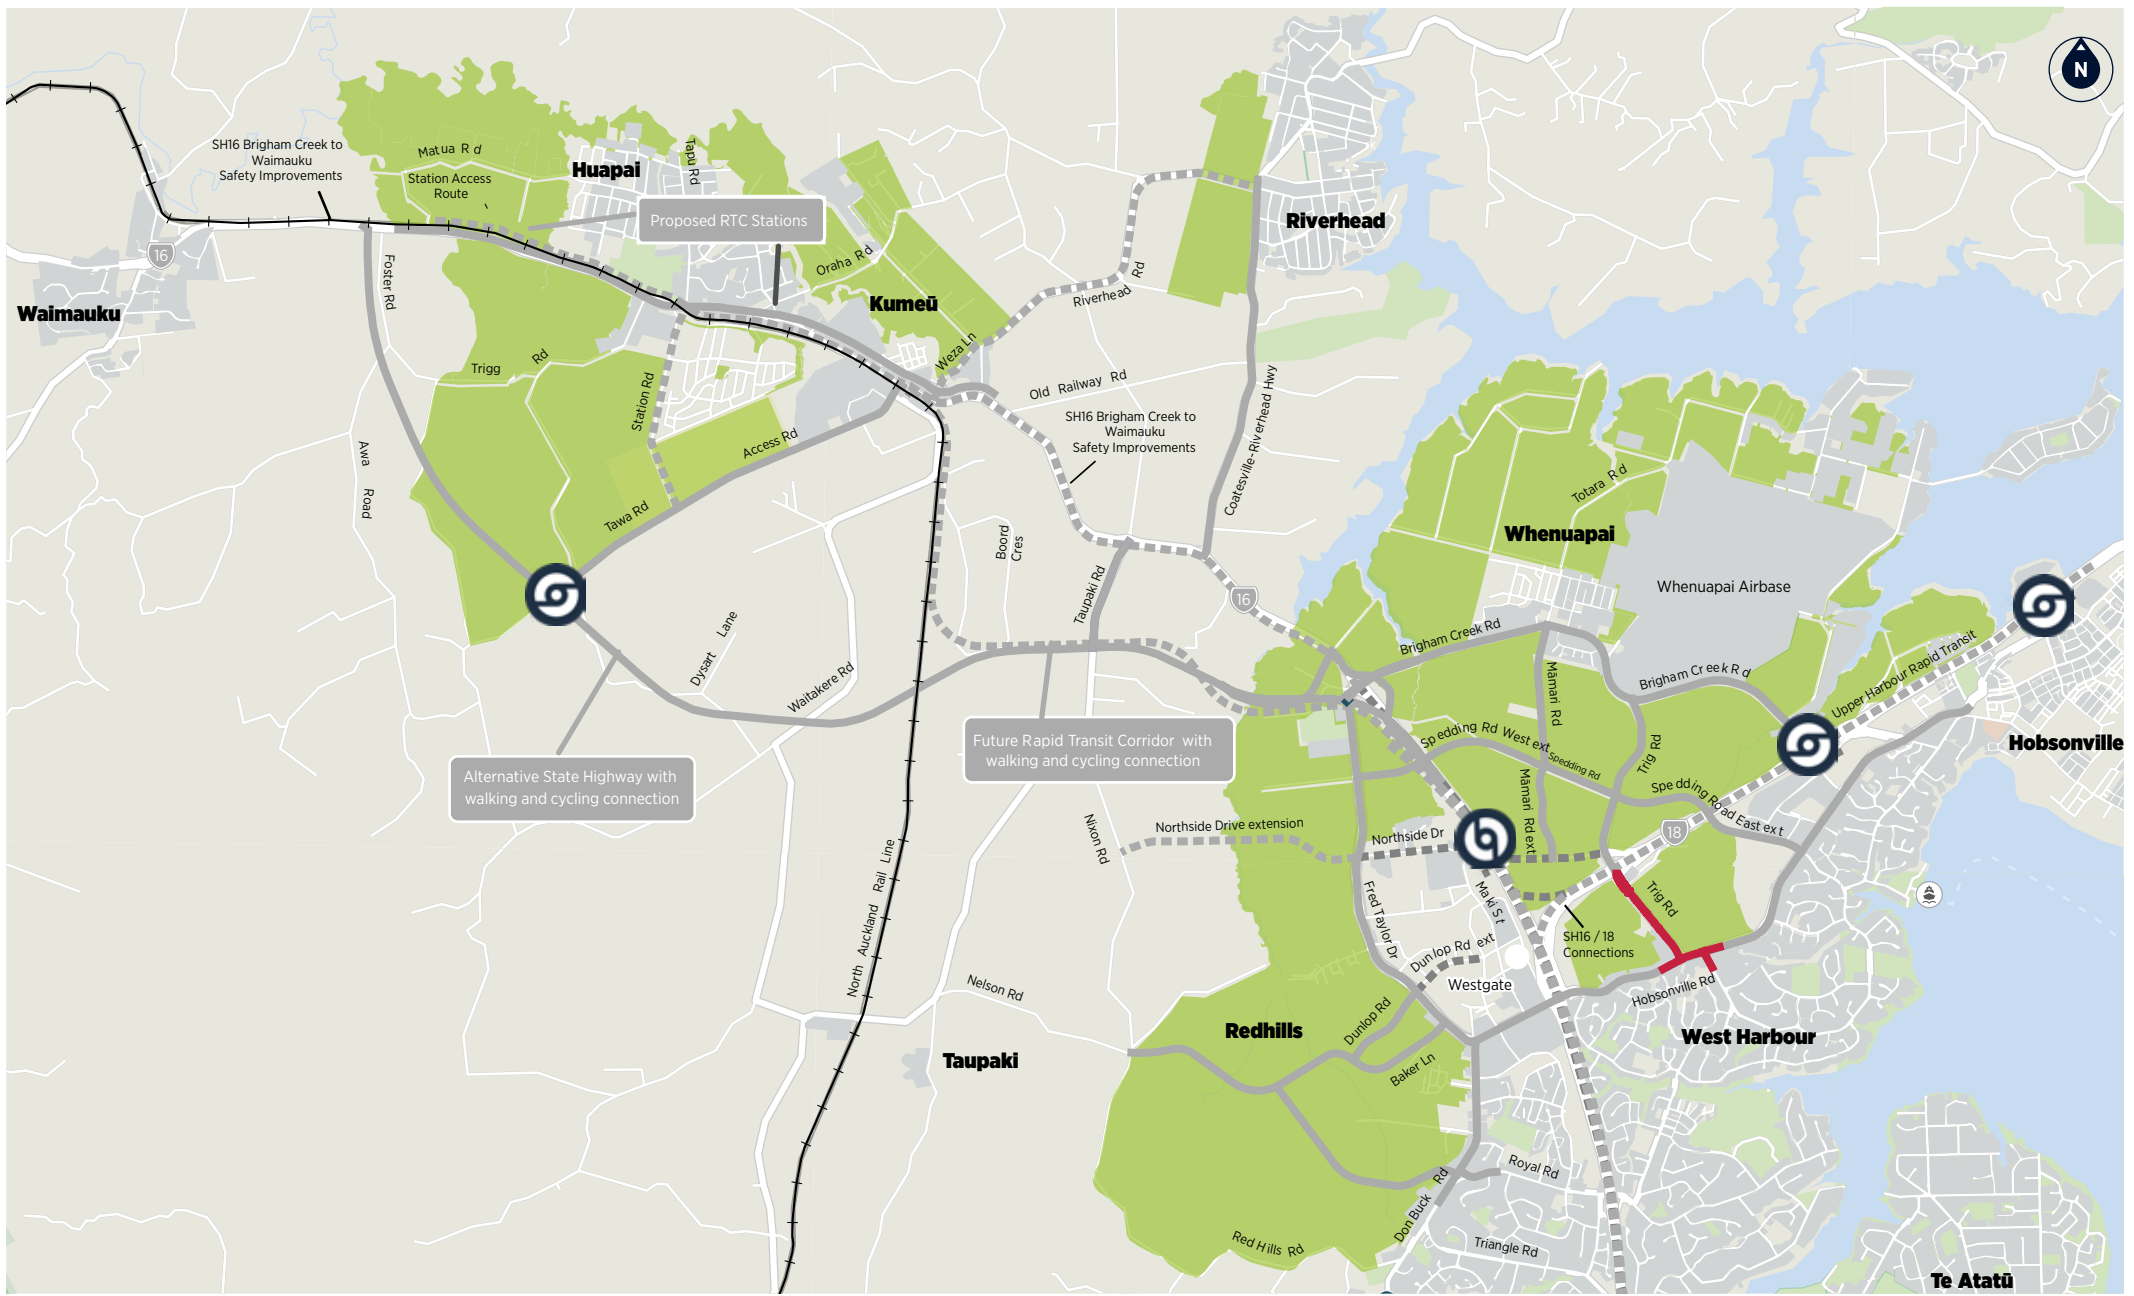 N
SH16 Brigham Creek to
Waimauku
Safety Improvements
Matua Rd
Station Access
Route
Huapai
Tapu Rd
Proposed RTC Stations
Riverhead
16
Waimauku
Foster Rd
Oraha Rd
Kumeū
Riverhead Rd
Weza Ln
Trigg Rd
Station Rd
Old Railway Rd
SH16 Brigham Creek to
Waimauku
Safety Improvements
Coatesville-Riverhead Hwy
Access Rd
Awa Road
Tawa Rd
Totara Rd
Whenuapai
Boord
Cres
Whenuapai Airbase
Taupaki Rd
16
Dysart Lane
Brigham Creek Rd
Waitakere Rd
Māmari Rd
Brigham Creek Rd
Upper Harbour Rapid Transit
Future Rapid Transit Corridor with
walking and cycling connection
Spedding Rd West ext
Spedding Rd
Trig Rd
Hobsonville
Alternative State Highway with
walking and cycling connection
Māmari Rd ext
Spedding Road East ext
Nixon Rd
Northside Drive extension
Northside Dr
18
North Auckland Rail Line
Fred Taylor Dr
Maki St
Trig Rd
SH16 / 18
Connections
Dunlop Rd ext
Westgate
Nelson Rd
Hobsonville Rd
Redhills
Dunlop Rd
West Harbour
Taupaki
Baker Ln
Royal Rd
Don Buck Rd
Red Hills Rd
Triangle Rd
Te Atatū